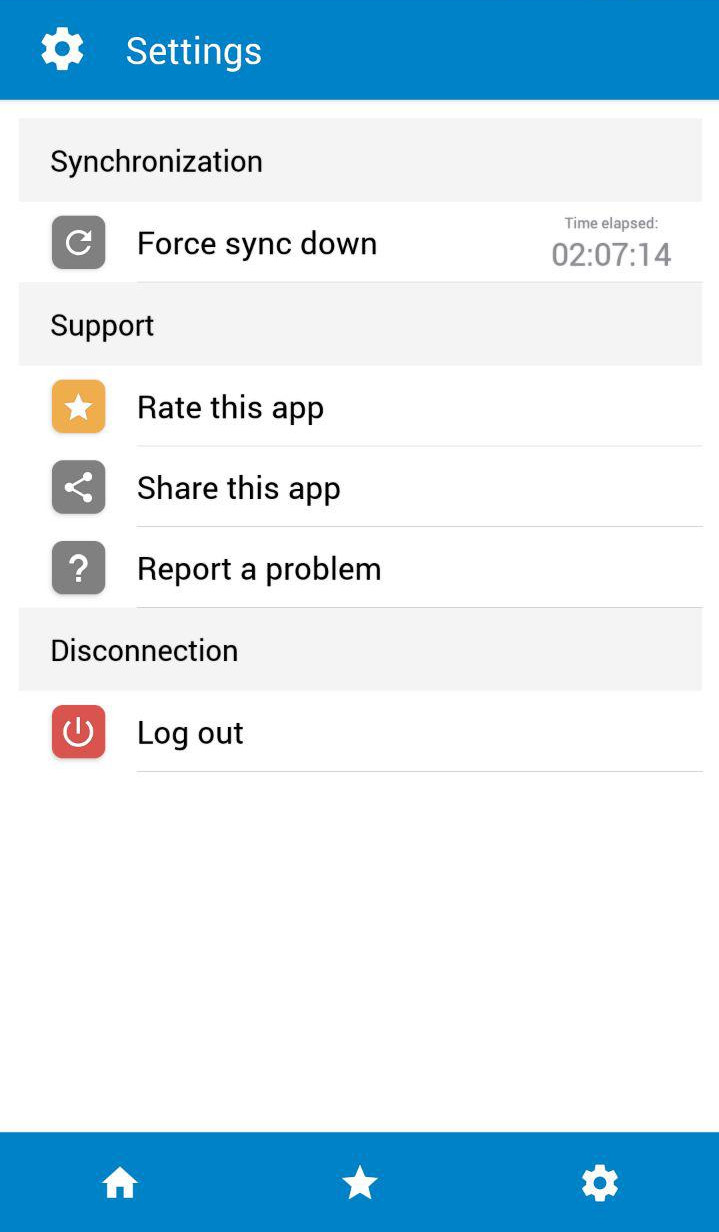 Settings
Synchronization
Force sync down
Time elapsed:
02:07:14
Support
Rate this app
Share this app
Report a problem
Disconnection
Log out